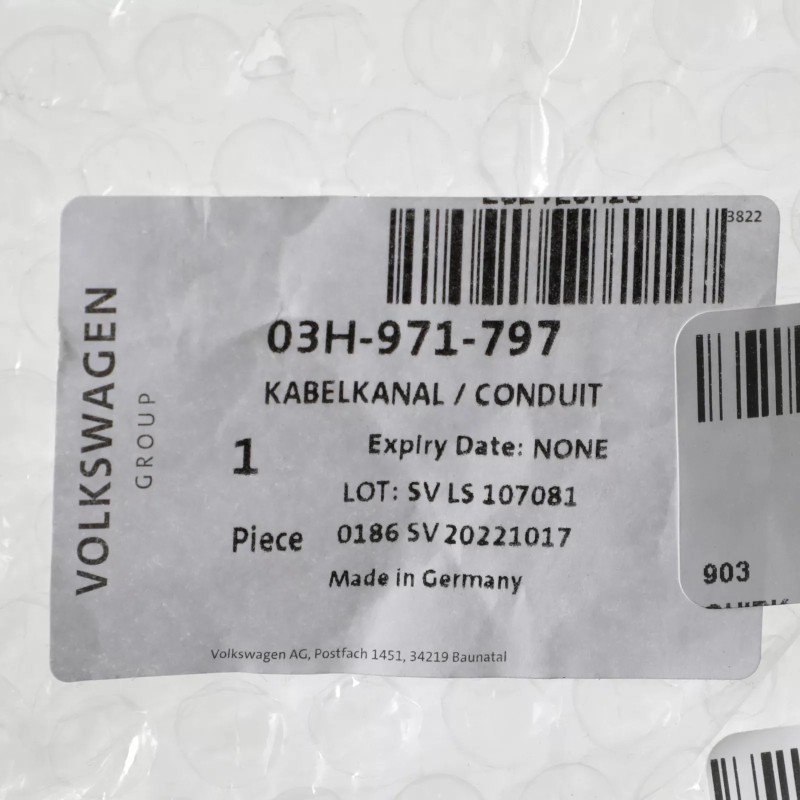 3822
VOLKSWAGEN
GROUP
03H-971-797
KABELKANAL / CONDUIT
1 Expiry Date: NONE
LOT: SV LS 107081
Piece 0186 SV 20221017
Made in Germany
Volkswagen AG, Postfach 1451, 34219 Baunatal
903